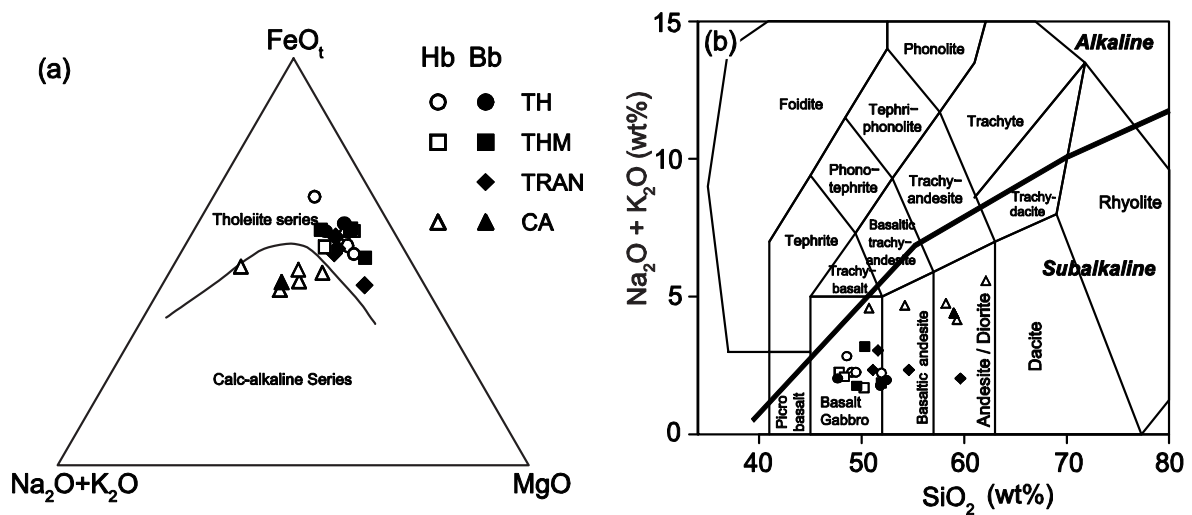 (a)
FeOₜ
Hb Bb
TH
THM
TRAN
CA
Tholeiite series
Calc-alkaline Series
Na₂O+K₂O
MgO
(b)
Na₂O + K₂O (wt%)
15
10
5
0
40
50
60
70
80
SiO₂ (wt%)
Alkaline
Subalkaline
Phonolite
Foidite
Tephri-
phonolite
Trachyte
Phono-
tephrite
Trachy-
andesite
Trachy-
dacite
Rhyolite
Tephrite
Basaltic
trachy-
andesite
Trachy-
basalt
Picro
basalt
Basalt
Gabbro
Basaltic andesite
Andesite / Diorite
Dacite